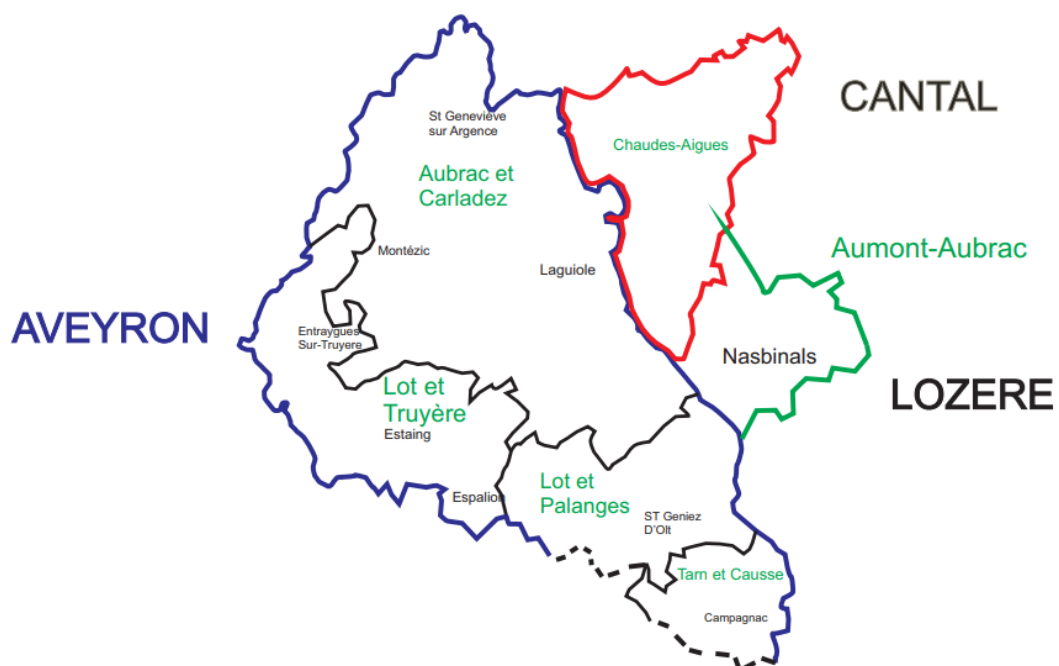 CANTAL
St Geneviève
sur Argence
Chaudes-Aigues
Aubrac et
Carladez
Montézic
Aumont-Aubrac
Laguiole
AVEYRON
Entraygues
Sur-Truyere
Nasbinals
Lot et
Truyère
Estaing
LOZERE
Lot et
Palanges
Espalion
ST Geniez
D'Olt
Tarn et Causse
Campagnac